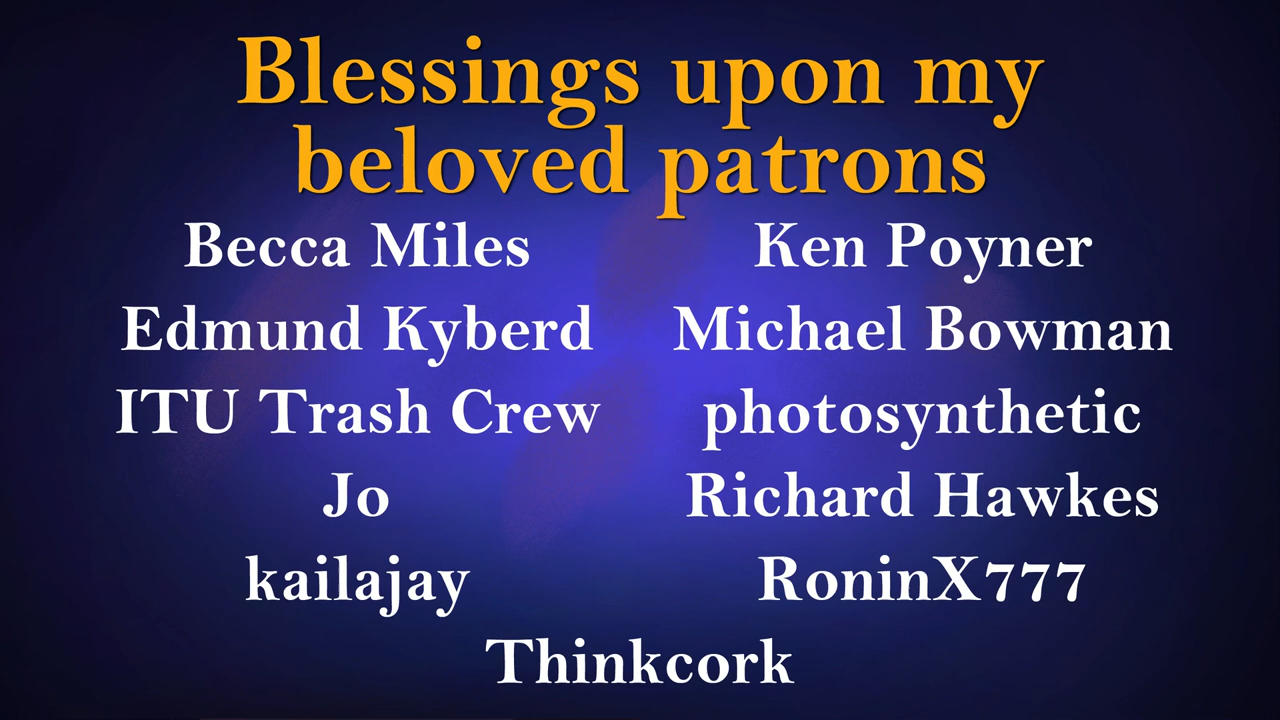 Blessings upon my
beloved patrons
Becca Miles
Edmund Kyberd
ITU Trash Crew
Jo
kailajay
Ken Poyner
Michael Bowman
photosynthetic
Richard Hawkes
RoninX777
Thinkcork